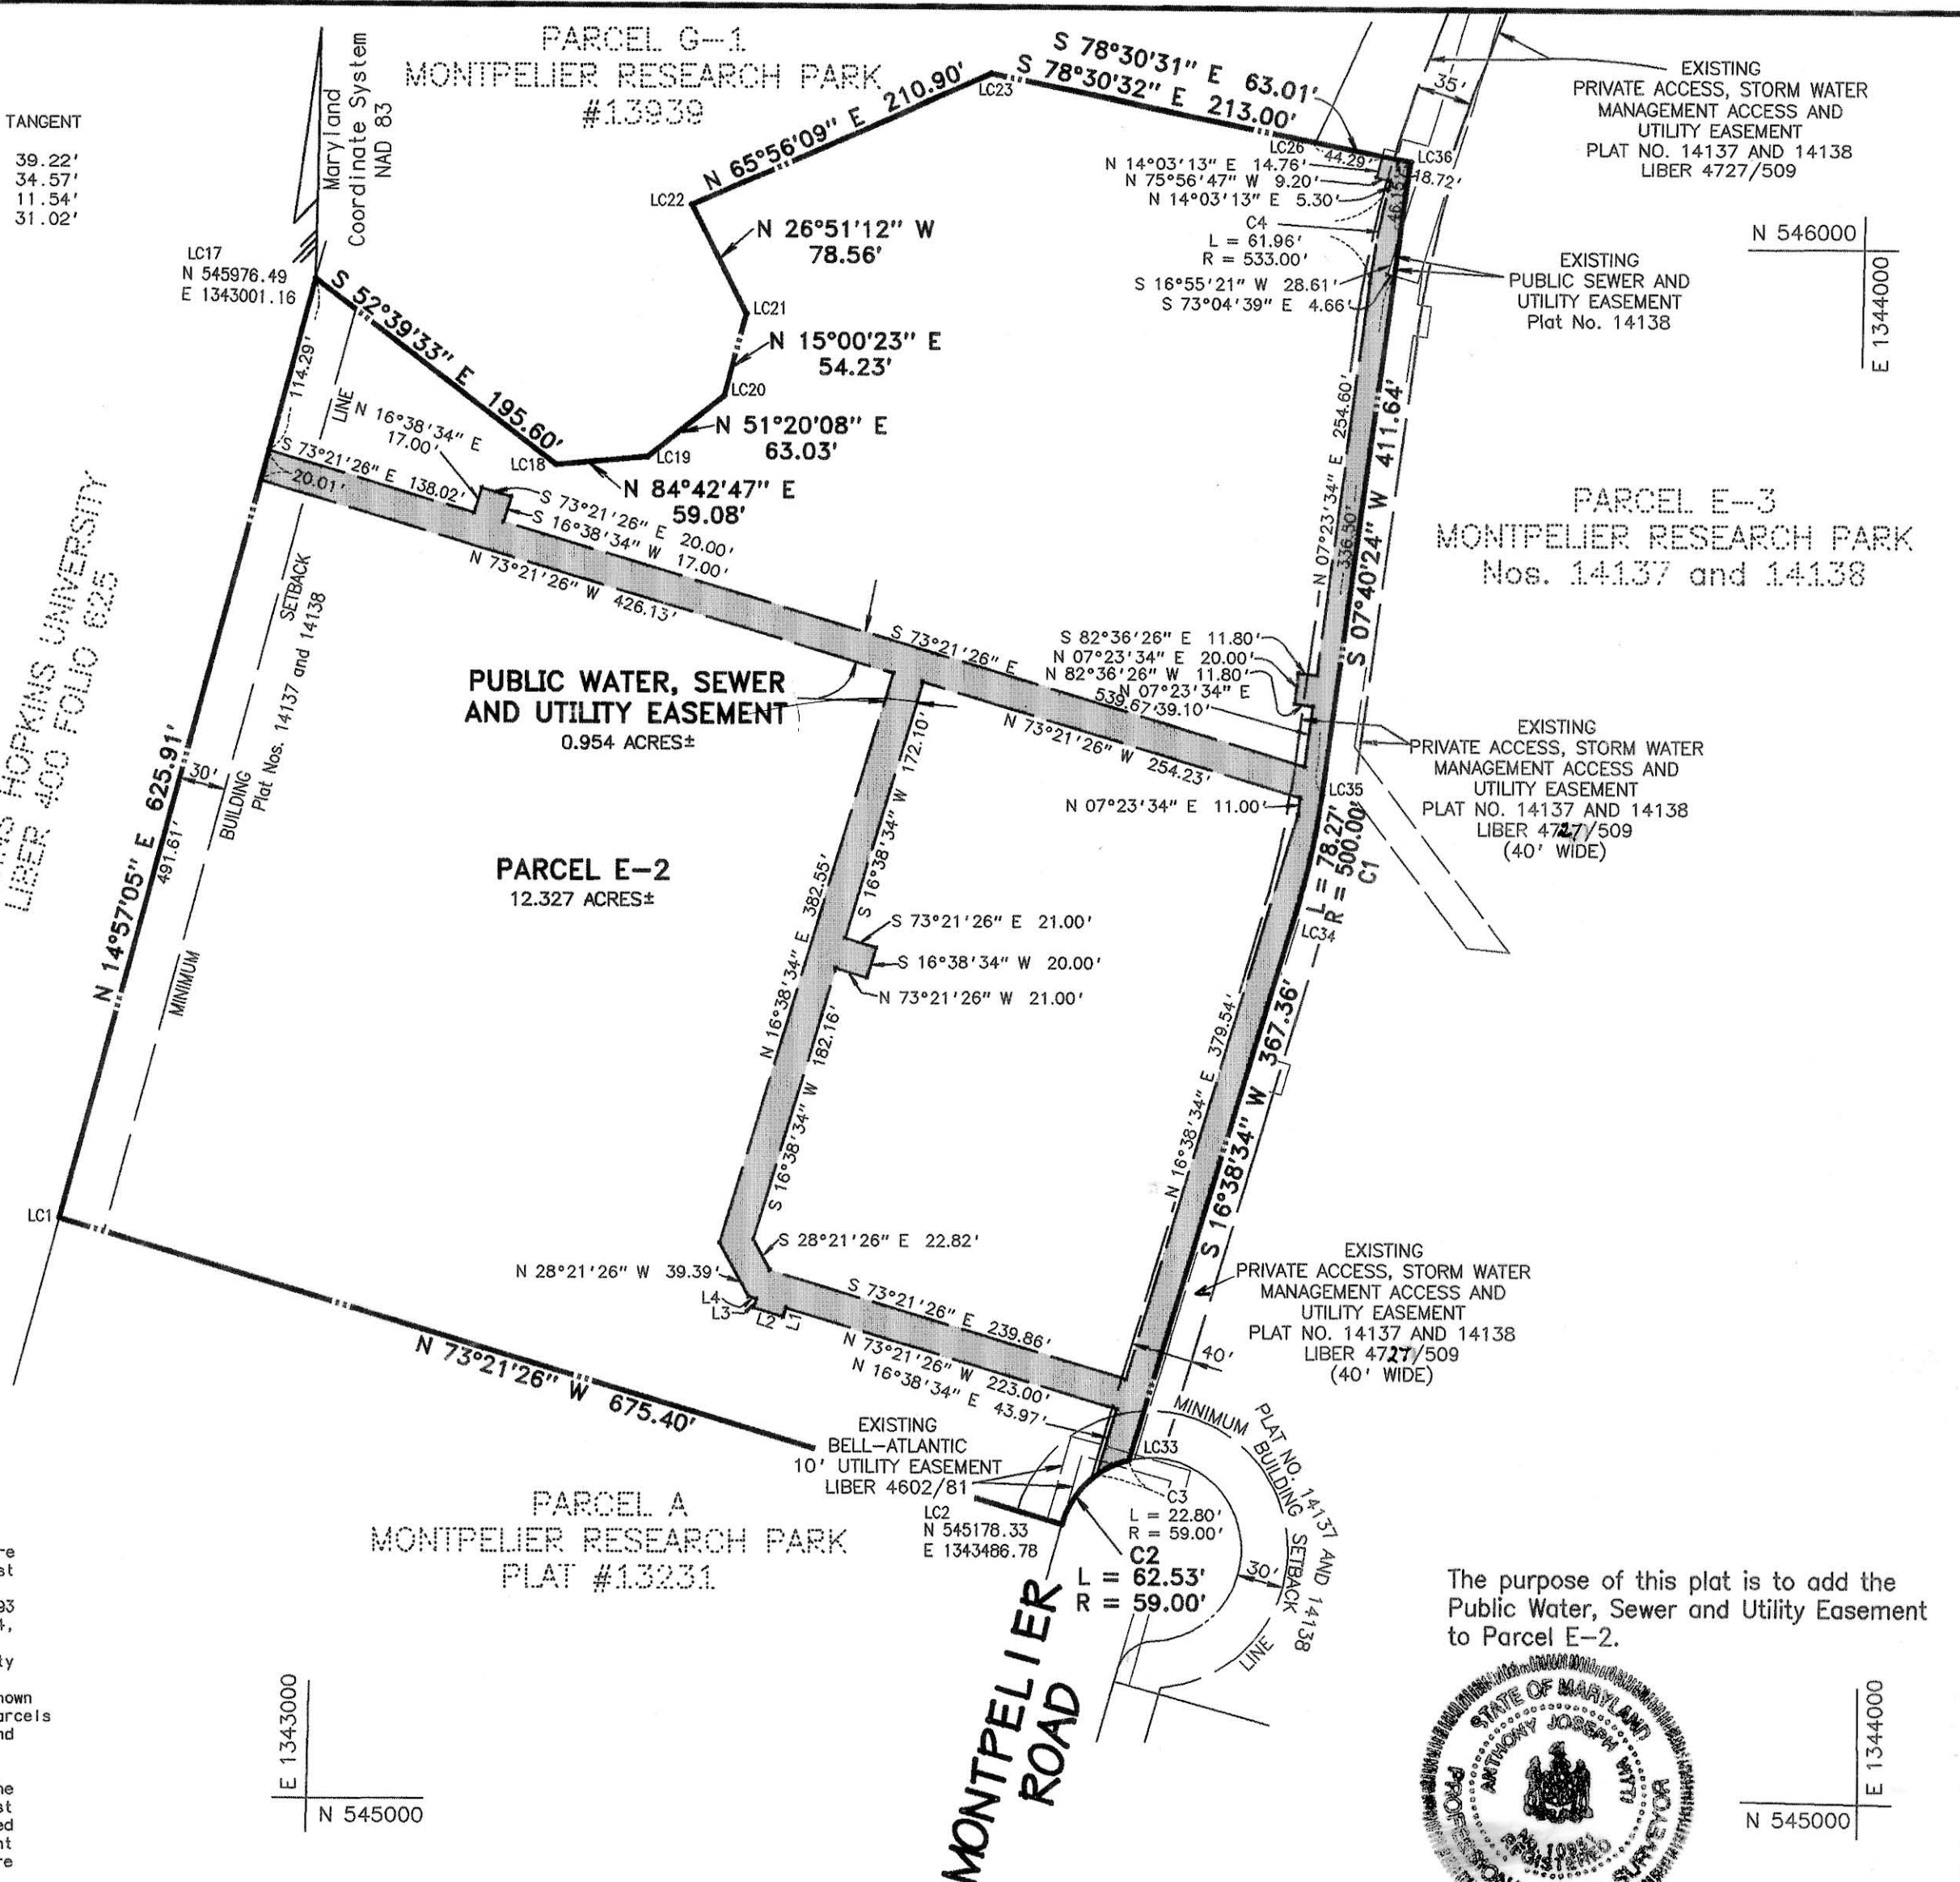 TANGENT
39.22'
34.57'
11.54'
31.02'
Maryland
Coordinate System
NAD 83
PARCEL G-1
MONTPELIER RESEARCH PARK
#13939
S 78°30'31" E 63.01'
S 78°30'32" E 213.00'
N 65°56'09" E 210.90'
LC23
LC26
LC36
44.29'
18.72'
35'
EXISTING
PRIVATE ACCESS, STORM WATER
MANAGEMENT ACCESS AND
UTILITY EASEMENT
PLAT NO. 14137 AND 14138
LIBER 4727/509
N 14°03'13" E 14.76'
N 75°56'47" W 9.20'
N 14°03'13" E 5.30'
C4
L = 61.96'
R = 533.00'
S 16°55'21" W 28.61'
S 73°04'39" E 4.66'
N 546000
E 1344000
EXISTING
PUBLIC SEWER AND
UTILITY EASEMENT
Plat No. 14138
LC22
N 26°51'12" W
78.56'
LC21
N 15°00'23" E
54.23'
LC20
N 51°20'08" E
63.03'
LC19
LC18
N 84°42'47" E
59.08'
LC17
N 545976.49
E 1343001.16
S 52°39'33" E 195.60'
114.29'
LINE
N 16°38'34" E
17.00'
S 73°21'26" E 138.02'
20.01'
S 73°21'26" E 20.00'
S 16°38'34" W 17.00'
N 73°21'26" W 426.13'
N 07°23'34" E 254.60'
336.50'
S 07°40'24" W 411.64'
PARCEL E-3
MONTPELIER RESEARCH PARK
Nos. 14137 and 14138
HOPKINS UNIVERSITY
LIBER 400 FOLIO 625
SETBACK
Plat Nos. 14137 and 14138
BUILDING
MINIMUM
30'
N 14°57'05" E 625.91'
491.61'
PUBLIC WATER, SEWER
AND UTILITY EASEMENT
0.954 ACRES±
S 73°21'26" E
539.67'
S 82°36'26" E 11.80'
N 07°23'34" E 20.00'
N 82°36'26" W 11.80'
N 07°23'34" E
39.10'
N 73°21'26" W 254.23'
N 07°23'34" E 11.00'
EXISTING
PRIVATE ACCESS, STORM WATER
MANAGEMENT ACCESS AND
UTILITY EASEMENT
PLAT NO. 14137 AND 14138
LIBER 4727/509
(40' WIDE)
LC35
L = 78.27'
R = 500.00'
C1
LC34
PARCEL E-2
12.327 ACRES±
S 16°38'34" W 172.10'
N 16°38'34" E 382.55'
S 73°21'26" E 21.00'
S 16°38'34" W 20.00'
N 73°21'26" W 21.00'
S 16°38'34" W 182.16'
N 16°38'34" E 379.54'
S 16°38'34" W 367.36'
LC1
S 28°21'26" E 22.82'
N 28°21'26" W 39.39'
L4
L3
L2
L1
S 73°21'26" E 239.86'
N 73°21'26" W 223.00'
N 16°38'34" E 43.97'
40'
EXISTING
PRIVATE ACCESS, STORM WATER
MANAGEMENT ACCESS AND
UTILITY EASEMENT
PLAT NO. 14137 AND 14138
LIBER 4727/509
(40' WIDE)
N 73°21'26" W 675.40'
EXISTING
BELL-ATLANTIC
10' UTILITY EASEMENT
LIBER 4602/81
LC33
LC2
N 545178.33
E 1343486.78
C3
L = 22.80'
R = 59.00'
C2
L = 62.53'
R = 59.00'
PLAT NO. 14137 AND 14138
MINIMUM BUILDING SETBACK
LINE
30'
PARCEL A
MONTPELIER RESEARCH PARK
PLAT #13231
MONTPELIER
ROAD
The purpose of this plat is to add the
Public Water, Sewer and Utility Easement
to Parcel E-2.
E 1343000
N 545000
E 1344000
N 545000
STATE OF MARYLAND
ANTHONY JOSEPH VITTI
REGISTERED
SURVEYOR